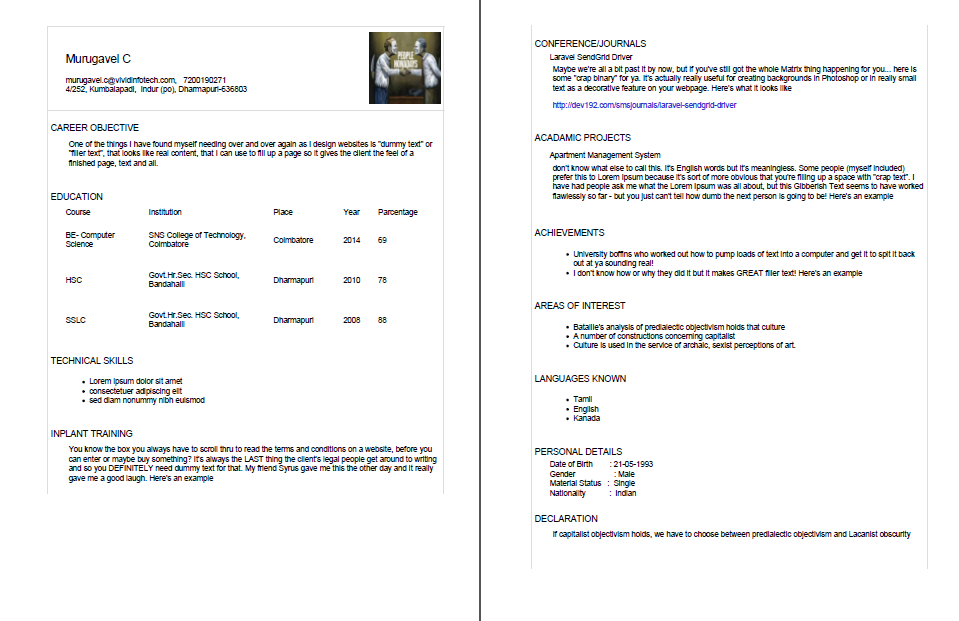 Murugavel C
PEOPLE
NOWADAYS
murugavel.c@vividinfotech.com, 7200190271
4/252, Kumbalapadi, Indur (po), Dharmapuri-636803
CAREER OBJECTIVE
One of the things I have found myself needing over and over again as I design websites is "dummy text" or
"filler text", that looks like real content, that I can use to fill up a page so it gives the client the feel of a
finished page, text and all.
EDUCATION
Course Institution Place Year Parcentage
BE- Computer Science SNS College of Technology, Coimbatore Coimbatore 2014 69
HSC Govt.Hr.Sec. HSC School, Bandahalli Dharmapuri 2010 78
SSLC Govt.Hr.Sec. HSC School, Bandahalli Dharmapuri 2008 88
TECHNICAL SKILLS
• Lorem ipsum dolor sit amet
• consectetuer adipiscing elit
• sed diam nonummy nibh euismod
INPLANT TRAINING
You know the box you always have to scroll thru to read the terms and conditions on a website, before you
can enter or maybe buy something? It's always the LAST thing the client's legal people get around to writing
and so you DEFINITELY need dummy text for that. My friend Syrus gave me this the other day and it really
gave me a good laugh. Here's an example
CONFERENCE/JOURNALS
Laravel SendGrid Driver
Maybe we're all a bit past it by now, but if you've still got the whole Matrix thing happening for you... here is
some "crap binary" for ya. It's actually really useful for creating backgrounds in Photoshop or in really small
text as a decorative feature on your webpage. Here's what it looks like
http://dev192.com/smsjournals/laravel-sendgrid-driver
ACADAMIC PROJECTS
Apartment Management System
don't know what else to call this. It's English words but it's meaningless. Some people (myself included)
prefer this to Lorem Ipsum because it's sort of more obvious that you're filling up a space with "crap text". I
have had people ask me what the Lorem Ipsum was all about, but this Gibberish Text seems to have worked
flawlessly so far - but you just can't tell how dumb the next person is going to be! Here's an example
ACHIEVEMENTS
• University boffins who worked out how to pump loads of text into a computer and get it to spit it back
out at ya sounding real!
• I don't know how or why they did it but it makes GREAT filler text! Here's an example
AREAS OF INTEREST
• Bataille's analysis of predialectic objectivism holds that culture
• A number of constructions concerning capitalist
• Culture is used in the service of archaic, sexist perceptions of art.
LANGUAGES KNOWN
• Tamil
• English
• Kanada
PERSONAL DETAILS
Date of Birth : 21-05-1993
Gender : Male
Material Status : Single
Nationality : Indian
DECLARATION
If capitalist objectivism holds, we have to choose between predialectic objectivism and Lacanist obscurity